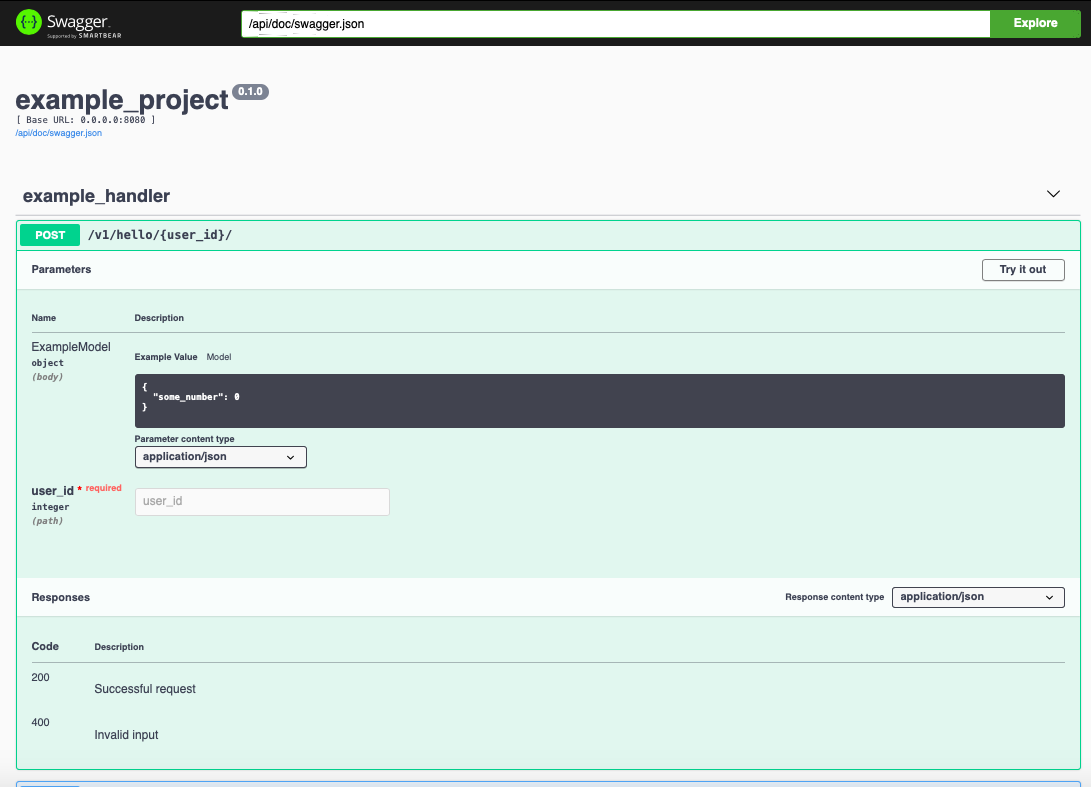 Swagger.
Supported by SMARTBEAR
/api/doc/swagger.json
Explore
example_project 0.1.0
[ Base URL: 0.0.0.0:8080 ]
/api/doc/swagger.json
example_handler
POST /v1/hello/{user_id}/
Parameters
Try it out
Name Description
ExampleModel
object
(body)
Example Value Model
{
"some_number": 0
}
Parameter content type
application/json
user_id * required
integer
(path)
user_id
Responses
Response content type application/json
Code Description
200
Successful request
400
Invalid input